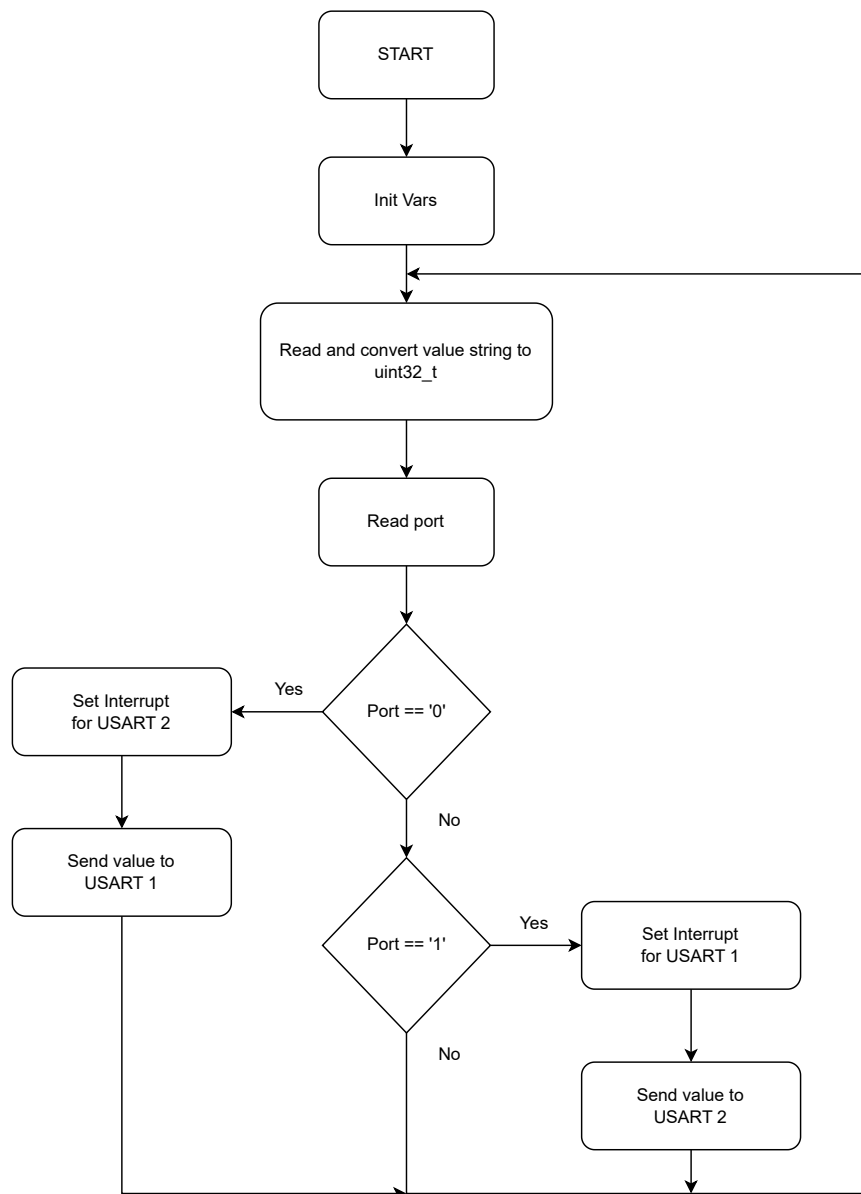 START
Init Vars
Read and convert value string to
uint32_t
Read port
Port == '0'
Yes
Set Interrupt
for USART 2
Send value to
USART 1
No
Port == '1'
Yes
Set Interrupt
for USART 1
No
Send value to
USART 2